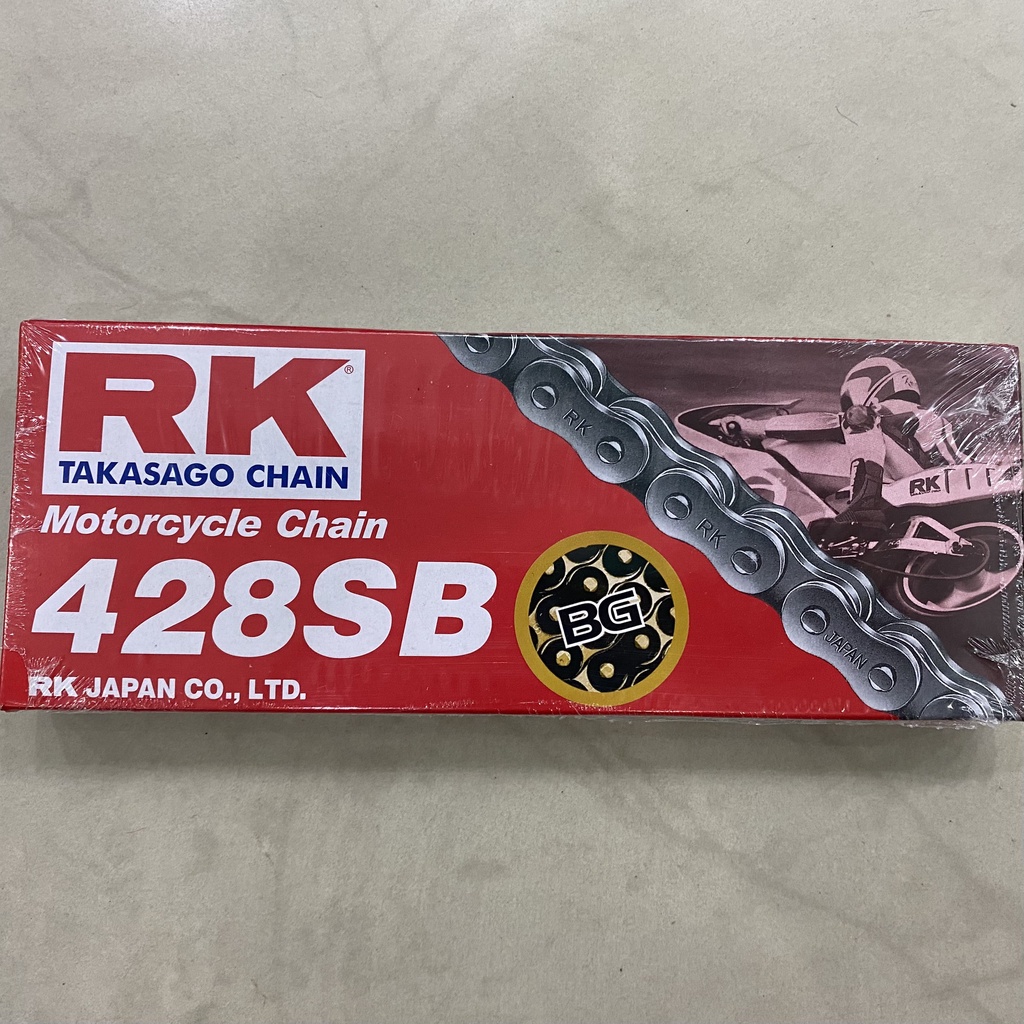 RK®
TAKASAGO CHAIN
Motorcycle Chain
428SB
BG
RK JAPAN CO., LTD.
RK
RK
JAPAN
RK